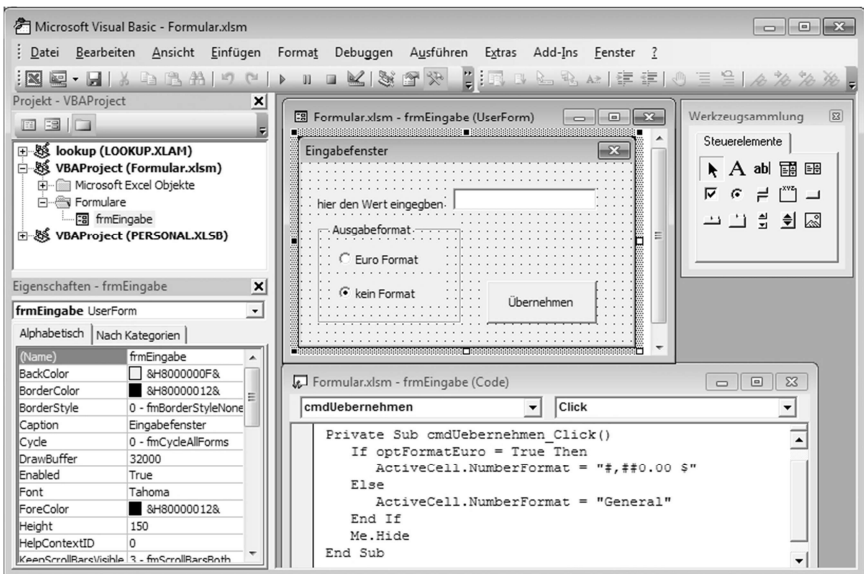 Microsoft Visual Basic - Formular.xlsm
Datei Bearbeiten Ansicht Einfügen Format Debuggen Ausführen Extras Add-Ins Fenster ?
Projekt - VBAProject
lookup (LOOKUP.XLAM)
VBAProject (Formular.xlsm)
Microsoft Excel Objekte
Formulare
frmEingabe
VBAProject (PERSONAL.XLSB)
Eigenschaften - frmEingabe
frmEingabe UserForm
Alphabetisch Nach Kategorien
(Name) frmEingabe
BackColor &H8000000F&
BorderColor &H80000012&
BorderStyle 0 - fmBorderStyleNone
Caption Eingabefenster
Cycle 0 - fmCycleAllForms
DrawBuffer 32000
Enabled True
Font Tahoma
ForeColor &H80000012&
Height 150
HelpContextID 0
KeepScrollBarsVisible 3 - fmScrollBarsBoth
Formular.xlsm - frmEingabe (UserForm)
Eingabefenster
hier den Wert eingegben
Ausgabeformat
Euro Format
kein Format
Übernehmen
Werkzeugsammlung
Steuerelemente
A ab|
xyz
Formular.xlsm - frmEingabe (Code)
cmdUebernehmen Click
Private Sub cmdUebernehmen_Click()
If optFormatEuro = True Then
ActiveCell.NumberFormat = "#,##0.00 $"
Else
ActiveCell.NumberFormat = "General"
End If
Me.Hide
End Sub